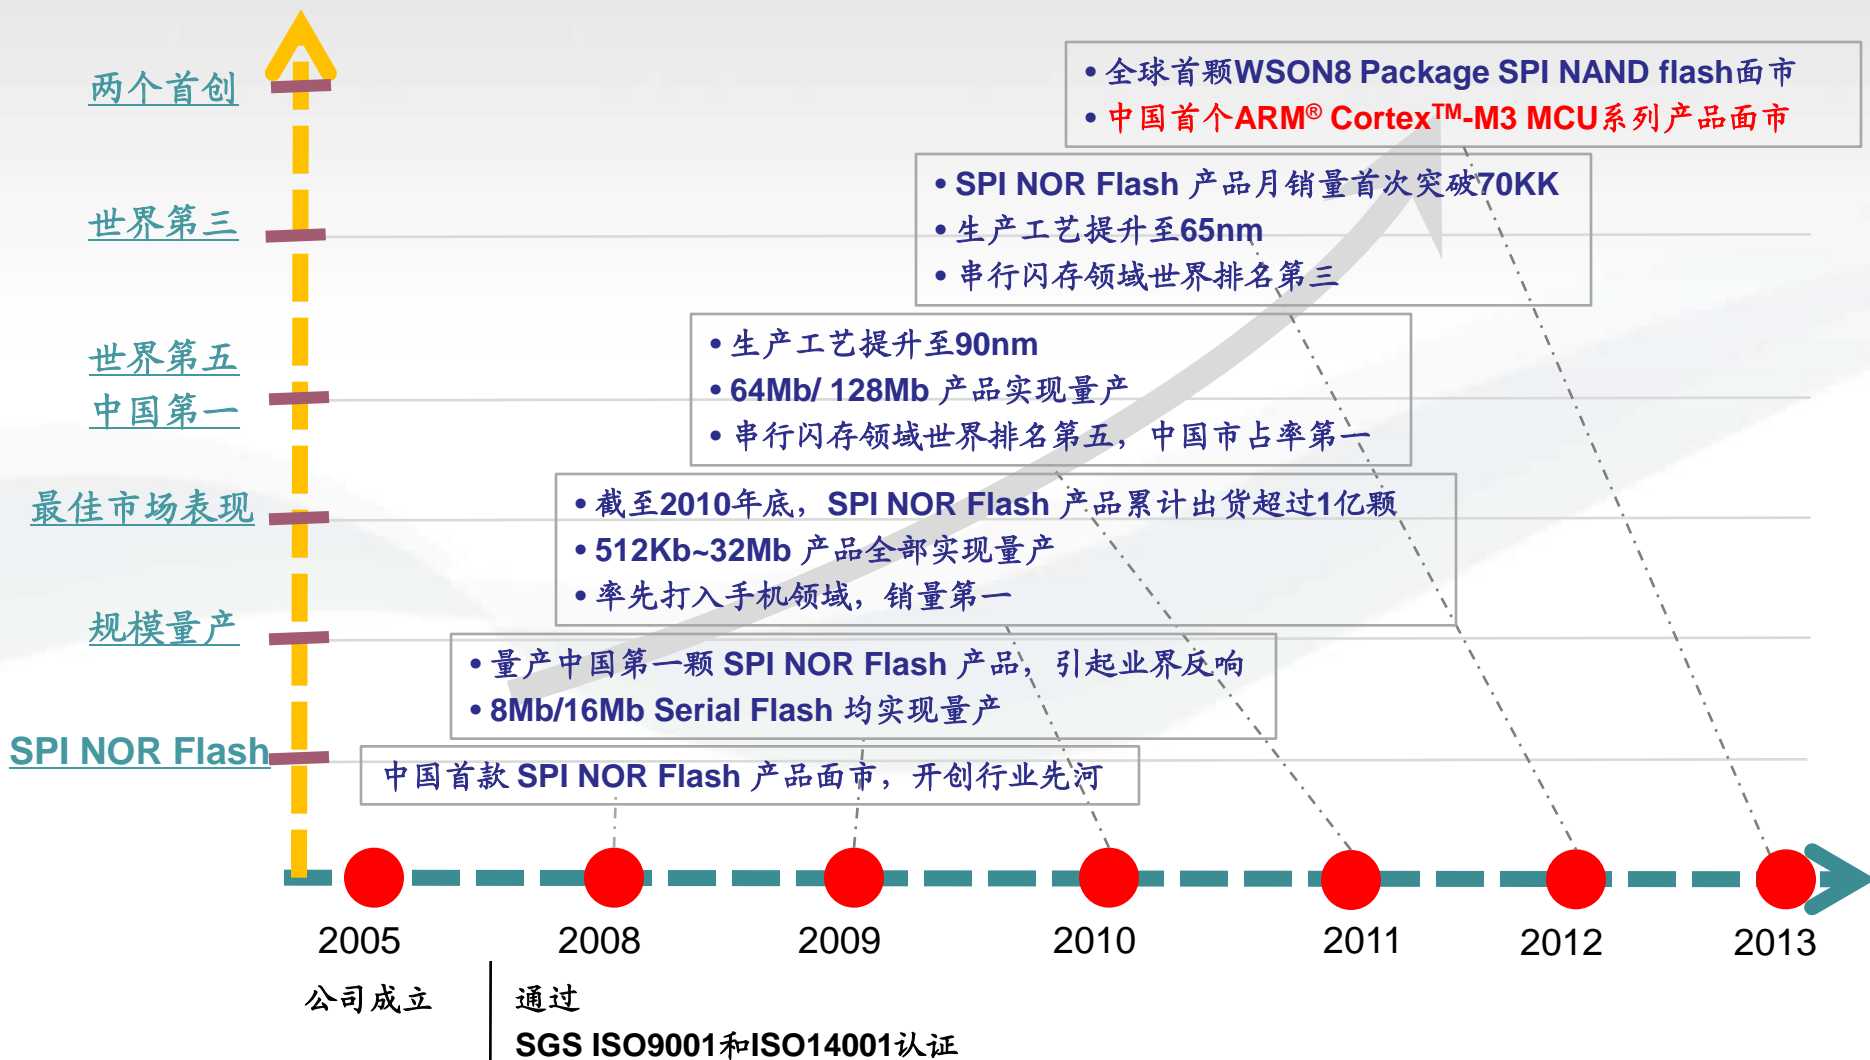 两个首创
世界第三
世界第五
中国第一
最佳市场表现
规模量产
SPI NOR Flash
• 全球首颗WSON8 Package SPI NAND flash面市
• 中国首个ARM® Cortex™-M3 MCU系列产品面市
• SPI NOR Flash 产品月销量首次突破70KK
• 生产工艺提升至65nm
• 串行闪存领域世界排名第三
• 生产工艺提升至90nm
• 64Mb/ 128Mb 产品实现量产
• 串行闪存领域世界排名第五，中国市占率第一
• 截至2010年底，SPI NOR Flash 产品累计出货超过1亿颗
• 512Kb~32Mb 产品全部实现量产
• 率先打入手机领域，销量第一
• 量产中国第一颗 SPI NOR Flash 产品，引起业界反响
• 8Mb/16Mb Serial Flash 均实现量产
中国首款 SPI NOR Flash 产品面市，开创行业先河
2005 2008 2009 2010 2011 2012 2013
公司成立
通过
SGS ISO9001和ISO14001认证